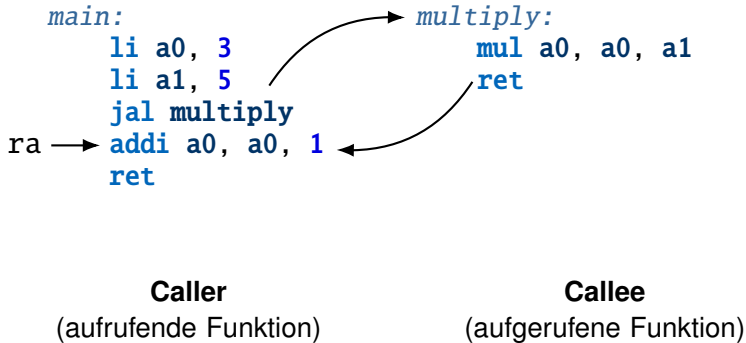 main:
li a0, 3
li a1, 5
jal multiply
ra
addi a0, a0, 1
ret
multiply:
mul a0, a0, a1
ret
Caller
(aufrufende Funktion)
Callee
(aufgerufene Funktion)